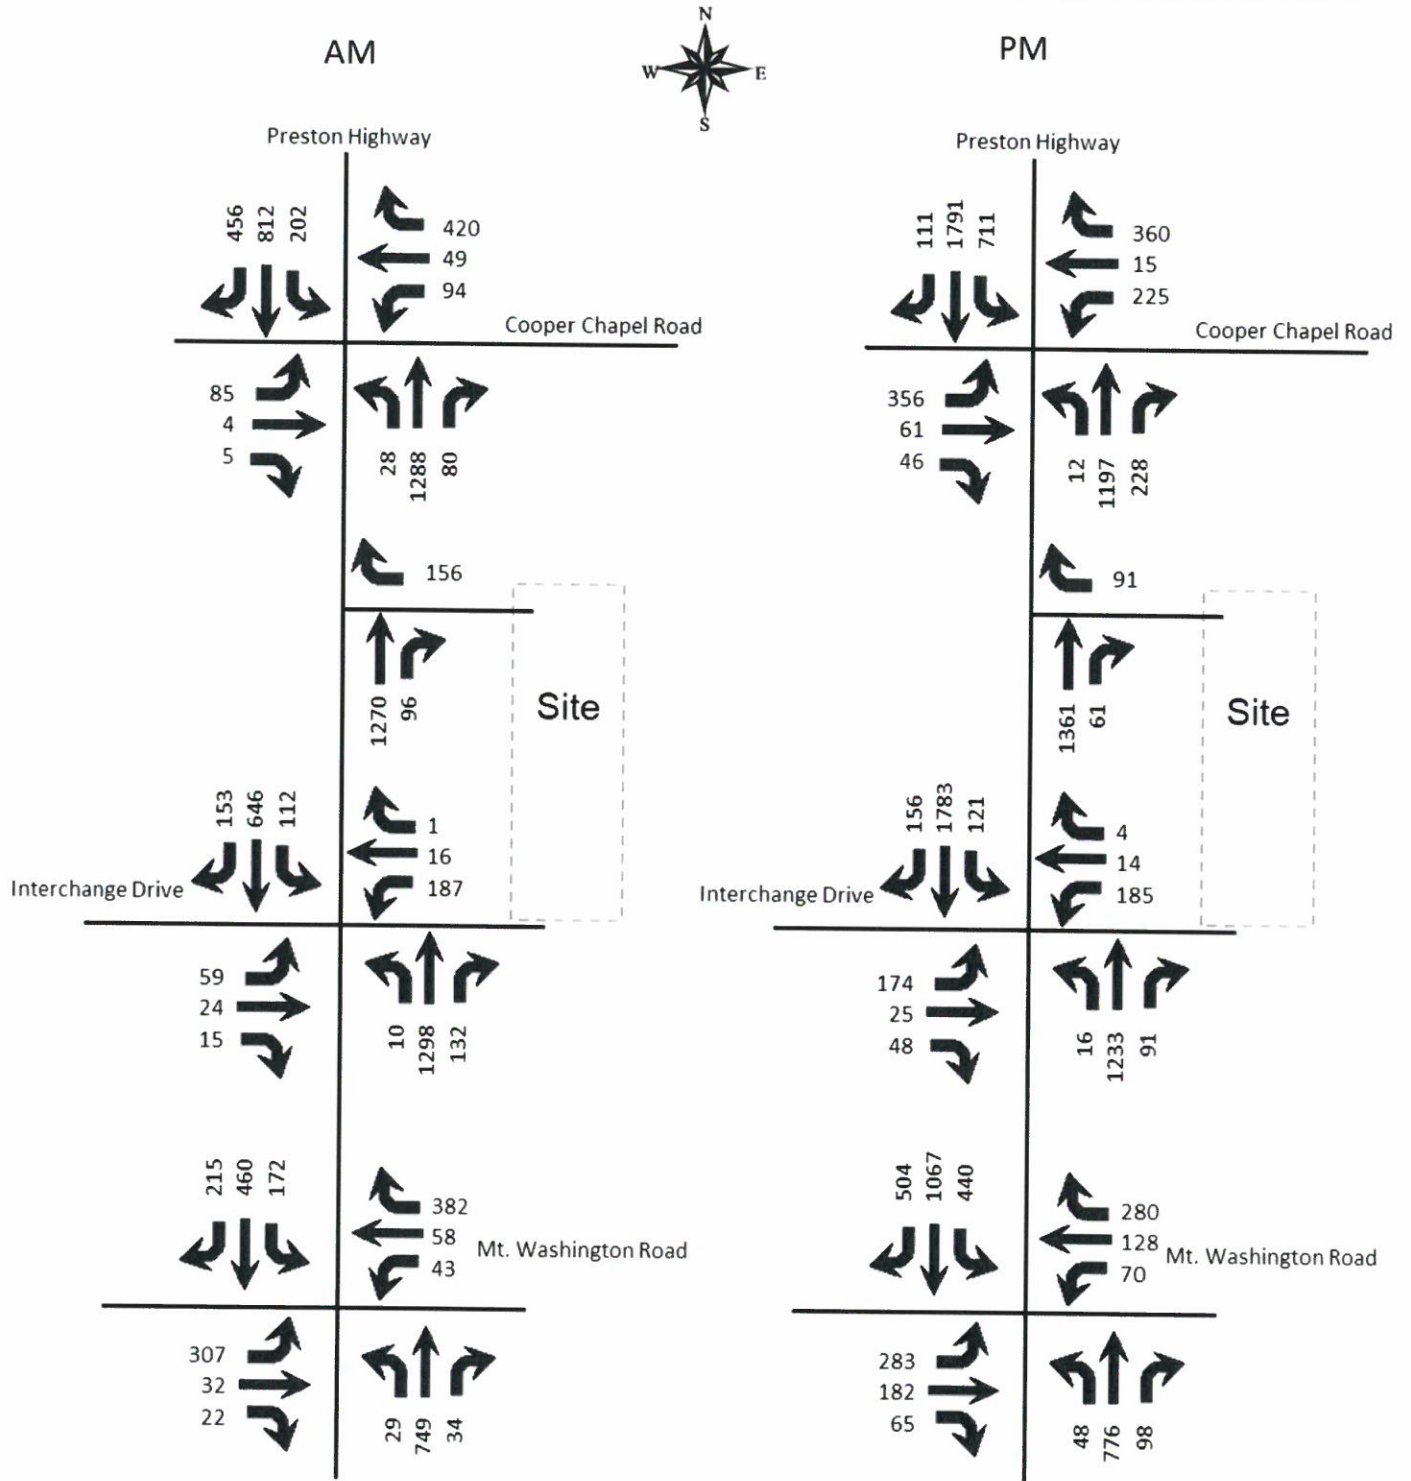 N
AM
PM
W
E
S
Preston Highway
456 812 202
420
49
94
Cooper Chapel Road
85
4
5
28 1288 80
156
1270 96
Site
153 646 112
1
16
187
Interchange Drive
59
24
15
10 1298 132
215 460 172
382
58
43
Mt. Washington Road
307
32
22
29 749 34
Preston Highway
111 1791 711
360
15
225
Cooper Chapel Road
356
61
46
12 1197 228
91
1361 61
Site
156 1783 121
4
14
185
Interchange Drive
174
25
48
16 1233 91
504 1067 440
280
128
70
Mt. Washington Road
283
182
65
48 776 98